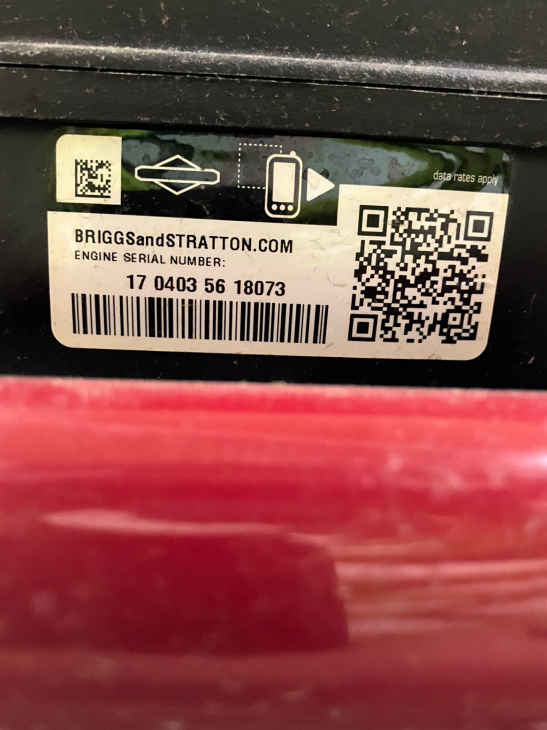 data rates apply
BRIGGSandSTRATTON.COM
ENGINE SERIAL NUMBER:
17 0403 56 18073